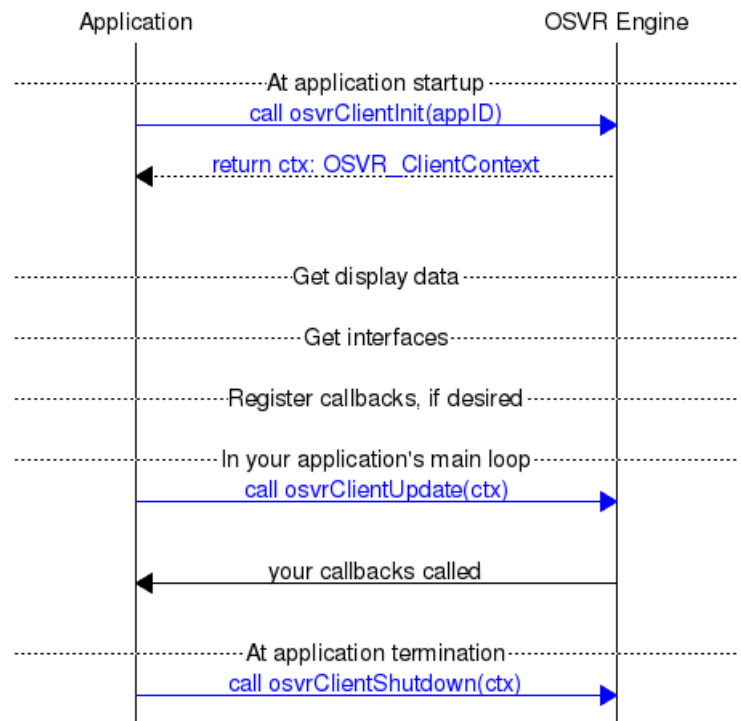 Application
OSVR Engine
At application startup
call osvrClientInit(appID)
return ctx: OSVR_ClientContext
Get display data
Get interfaces
Register callbacks, if desired
In your application's main loop
call osvrClientUpdate(ctx)
your callbacks called
At application termination
call osvrClientShutdown(ctx)